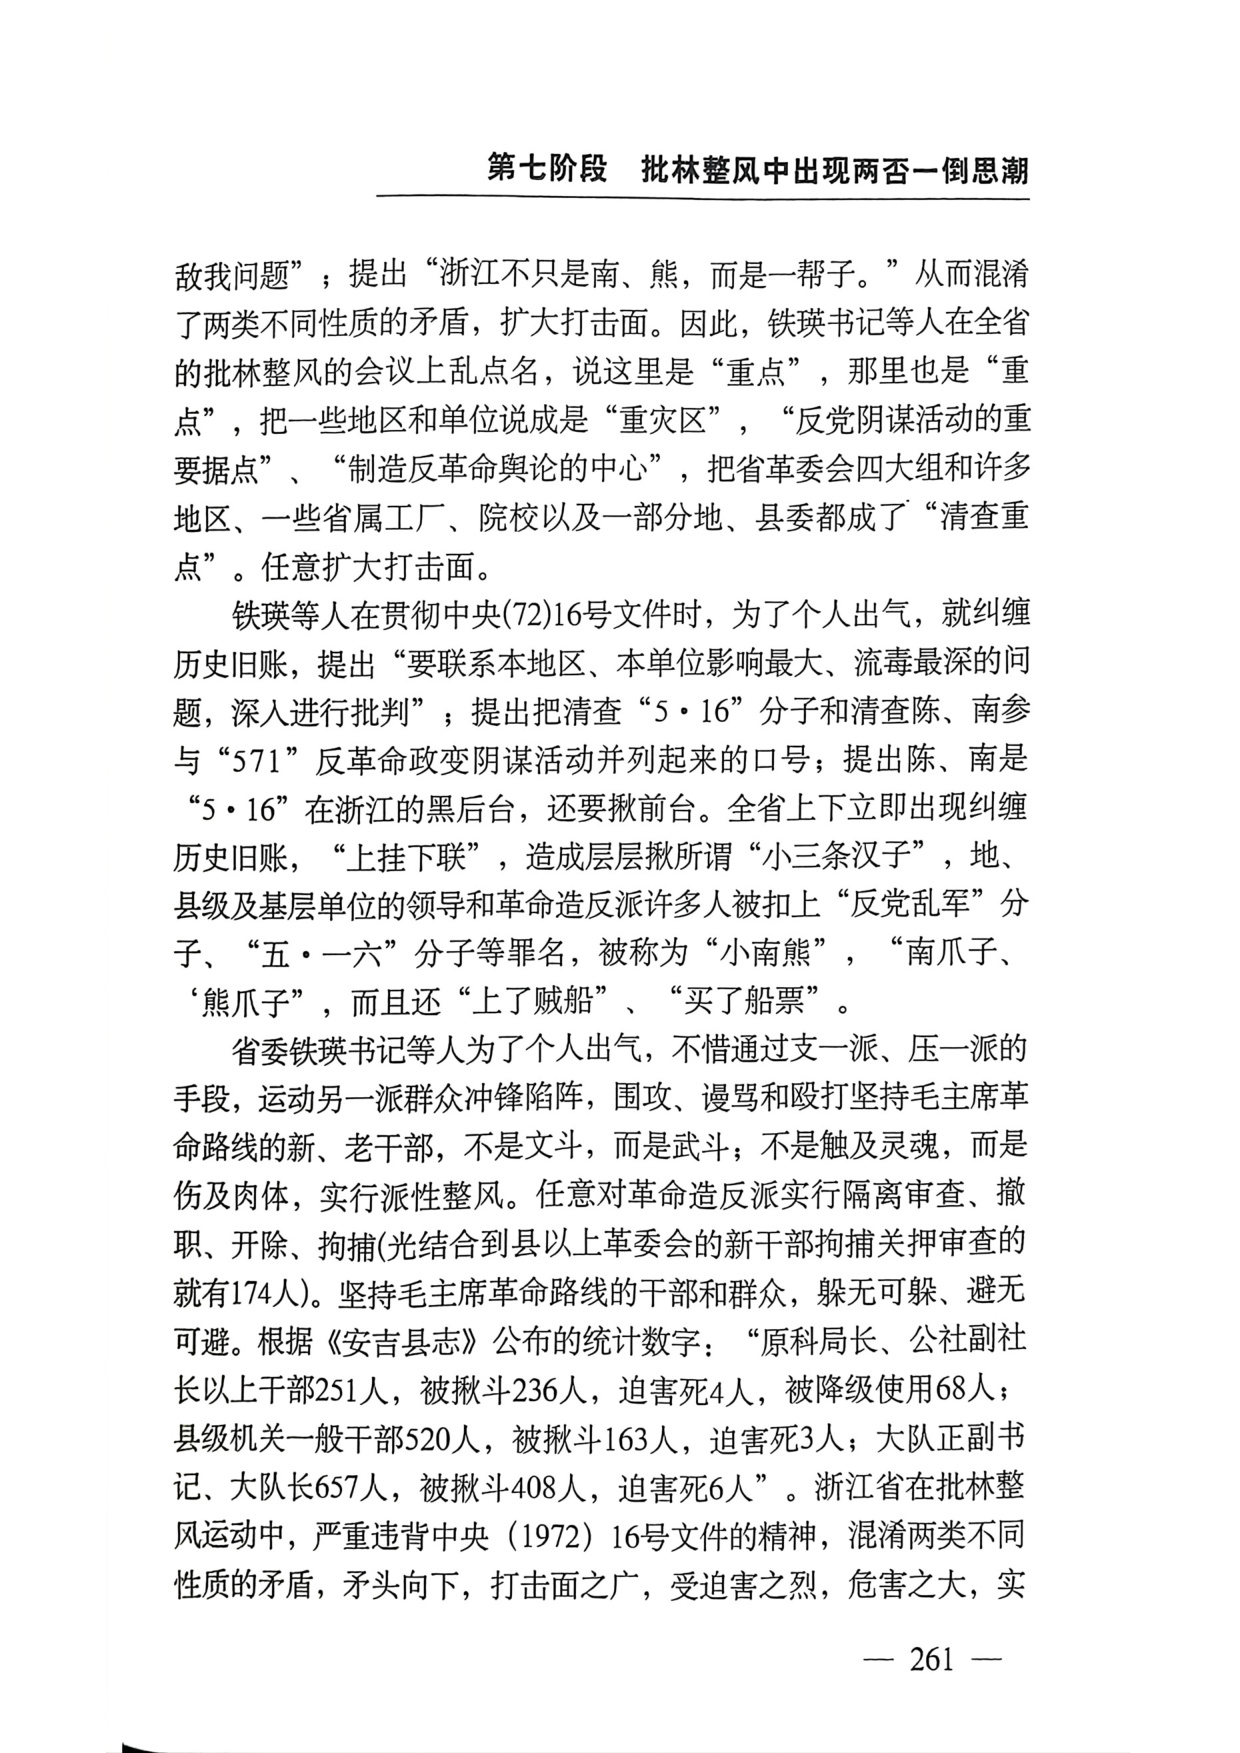 第七阶段　批林整风中出现两否一倒思潮
敌我问题”；提出“浙江不只是南、熊，而是一帮子。”从而混淆
了两类不同性质的矛盾，扩大打击面。因此，铁瑛书记等人在全省
的批林整风的会议上乱点名，说这里是“重点”，那里也是“重
点”，把一些地区和单位说成是“重灾区”，“反党阴谋活动的重
要据点”、“制造反革命舆论的中心”，把省革委会四大组和许多
地区、一些省属工厂、院校以及一部分地、县委都成了“清查重
点”。任意扩大打击面。
铁瑛等人在贯彻中央(72)16号文件时，为了个人出气，就纠缠
历史旧账，提出“要联系本地区、本单位影响最大、流毒最深的问
题，深入进行批判”；提出把清查“5·16”分子和清查陈、南参
与“571”反革命政变阴谋活动并列起来的口号；提出陈、南是
“5·16”在浙江的黑后台，还要揪前台。全省上下立即出现纠缠
历史旧账，“上挂下联”，造成层层揪所谓“小三条汉子”，地、
县级及基层单位的领导和革命造反派许多人被扣上“反党乱军”分
子、“五·一六”分子等罪名，被称为“小南熊”，“南爪子、
‘熊爪子”，而且还“上了贼船”、“买了船票”。
省委铁瑛书记等人为了个人出气，不惜通过支一派、压一派的
手段，运动另一派群众冲锋陷阵，围攻、谩骂和殴打坚持毛主席革
命路线的新、老干部，不是文斗，而是武斗；不是触及灵魂，而是
伤及肉体，实行派性整风。任意对革命造反派实行隔离审查、撤
职、开除、拘捕(光结合到县以上革委会的新干部拘捕关押审查的
就有174人)。坚持毛主席革命路线的干部和群众，躲无可躲、避无
可避。根据《安吉县志》公布的统计数字：“原科局长、公社副社
长以上干部251人，被揪斗236人，迫害死4人，被降级使用68人；
县级机关一般干部520人，被揪斗163人，迫害死3人；大队正副书
记、大队长657人，被揪斗408人，迫害死6人”。浙江省在批林整
风运动中，严重违背中央（1972）16号文件的精神，混淆两类不同
性质的矛盾，矛头向下，打击面之广，受迫害之烈，危害之大，实
— 261 —